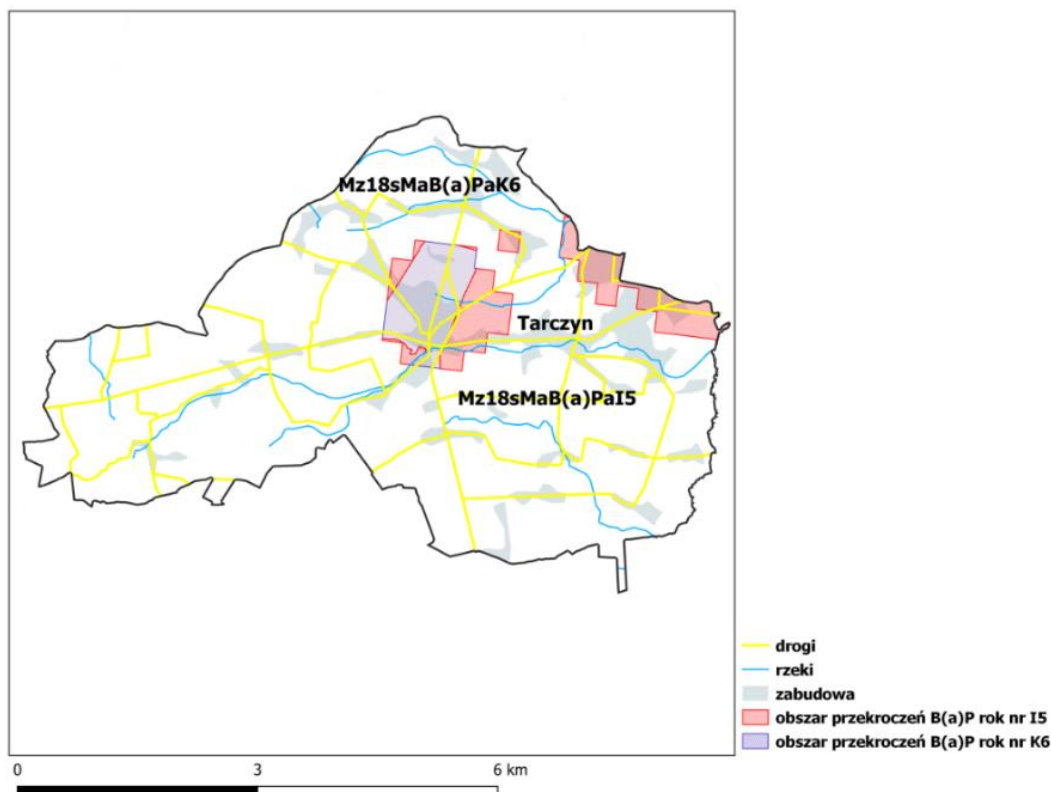 Mz18sMaB(a)PaK6
Tarczyn
Mz18sMaB(a)PaI5
drogi
rzeki
zabudowa
obszar przekroczeń B(a)P rok nr I5
obszar przekroczeń B(a)P rok nr K6
0 3 6 km